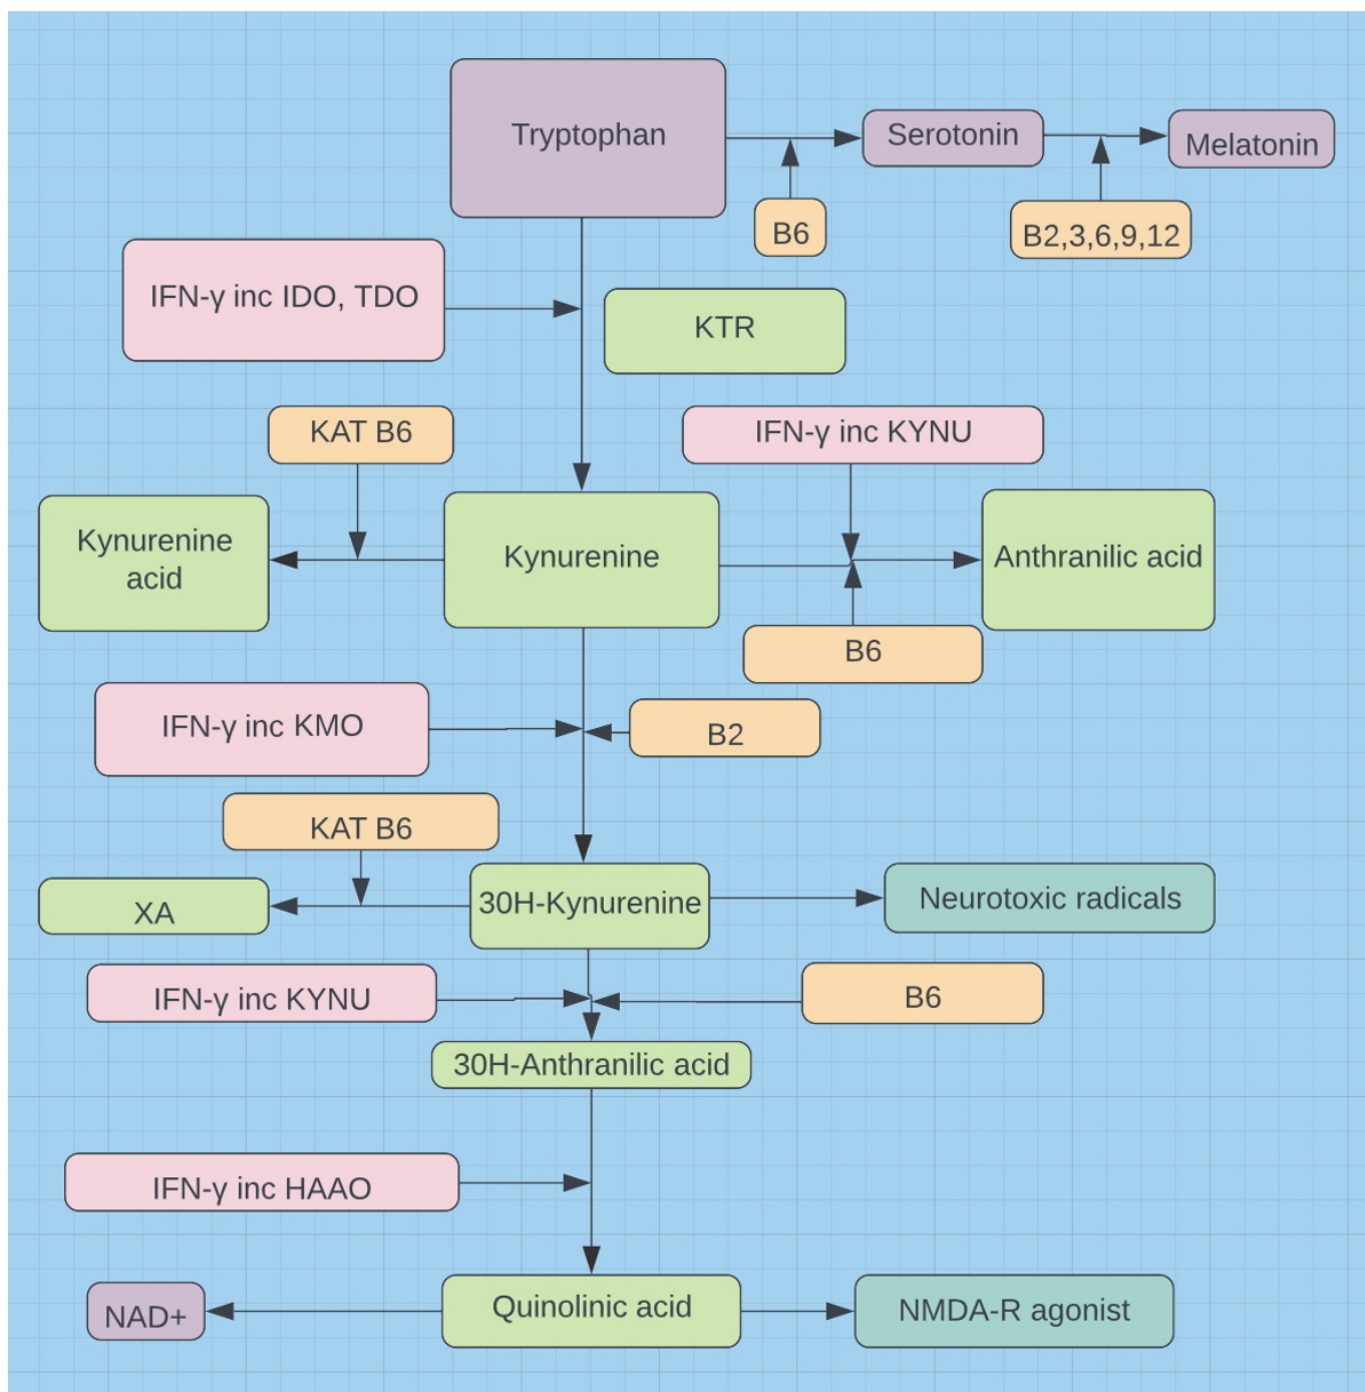 Tryptophan
Serotonin
Melatonin
B6
B2,3,6,9,12
IFN-γ inc IDO, TDO
KTR
KAT B6
IFN-γ inc KYNU
Kynurenine
acid
Kynurenine
Anthranilic acid
B6
IFN-γ inc KMO
B2
KAT B6
XA
30H-Kynurenine
Neurotoxic radicals
IFN-γ inc KYNU
B6
30H-Anthranilic acid
IFN-γ inc HAAO
NAD+
Quinolinic acid
NMDA-R agonist